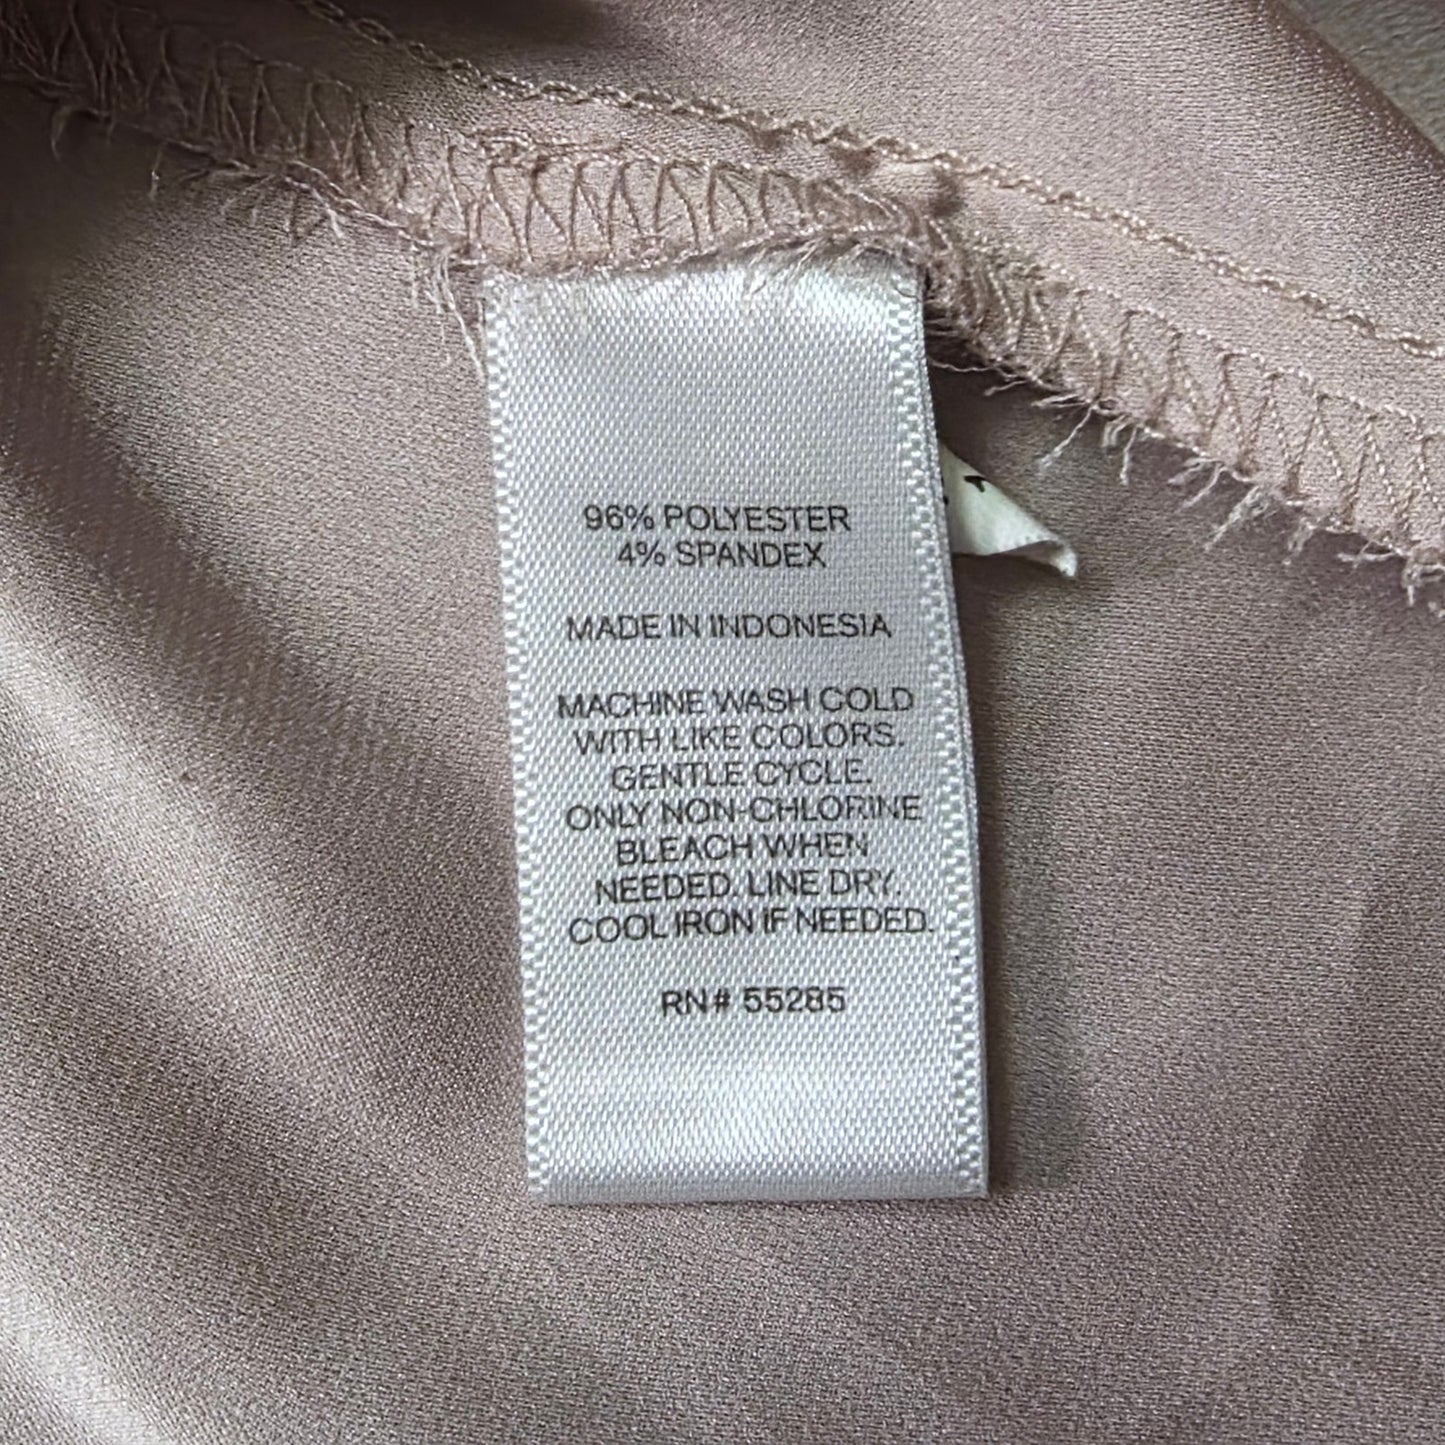 96% POLYESTER
4% SPANDEX
MADE IN INDONESIA
MACHINE WASH COLD
WITH LIKE COLORS.
GENTLE CYCLE.
ONLY NON-CHLORINE
BLEACH WHEN
NEEDED. LINE DRY.
COOL IRON IF NEEDED.
RN# 55285